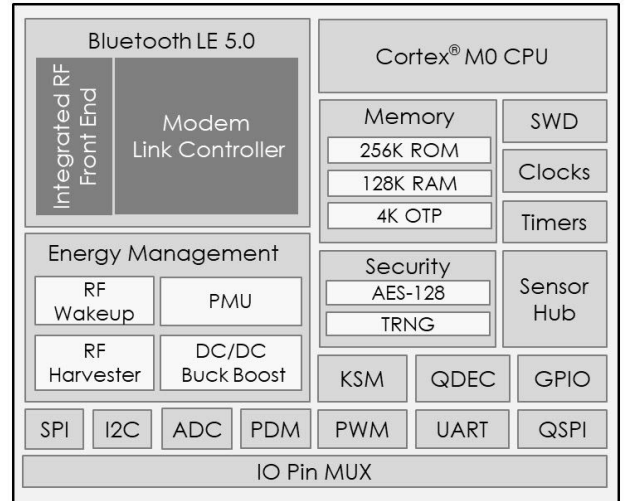 Bluetooth LE 5.0
Integrated RF
Front End
Modem
Link Controller
Cortex® M0 CPU
Memory
256K ROM
128K RAM
4K OTP
SWD
Clocks
Timers
Energy Management
RF
Wakeup
PMU
RF
Harvester
DC/DC
Buck Boost
Security
AES-128
TRNG
Sensor
Hub
KSM
QDEC
GPIO
SPI
I2C
ADC
PDM
PWM
UART
QSPI
IO Pin MUX